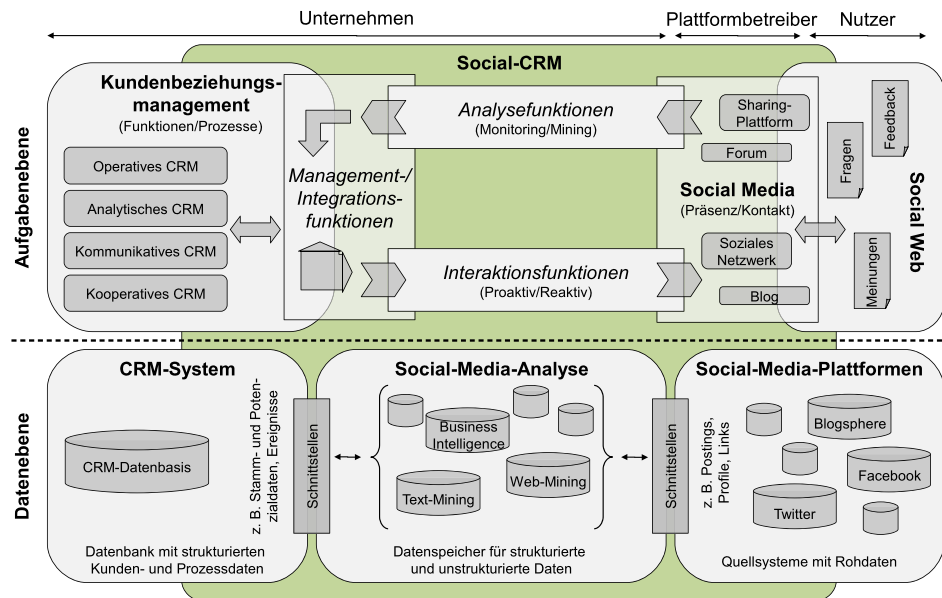 Unternehmen
Plattformbetreiber
Nutzer
Aufgabenebene
Social-CRM
Kundenbeziehungs-
management
(Funktionen/Prozesse)
Operatives CRM
Analytisches CRM
Kommunikatives CRM
Kooperatives CRM
Management-/
Integrations-
funktionen
Analysefunktionen
(Monitoring/Mining)
Interaktionsfunktionen
(Proaktiv/Reaktiv)
Sharing-
Plattform
Forum
Social Media
(Präsenz/Kontakt)
Soziales
Netzwerk
Blog
Fragen
Feedback
Meinungen
Social Web
Datenebene
CRM-System
CRM-Datenbasis
z. B. Stamm- und Poten-
zialdaten, Ereignisse
Datenbank mit strukturierten
Kunden- und Prozessdaten
Schnittstellen
Social-Media-Analyse
Business
Intelligence
Text-Mining
Web-Mining
Datenspeicher für strukturierte
und unstrukturierte Daten
Schnittstellen
Social-Media-Plattformen
z. B. Postings,
Profile, Links
Blogsphere
Facebook
Twitter
Quellsysteme mit Rohdaten